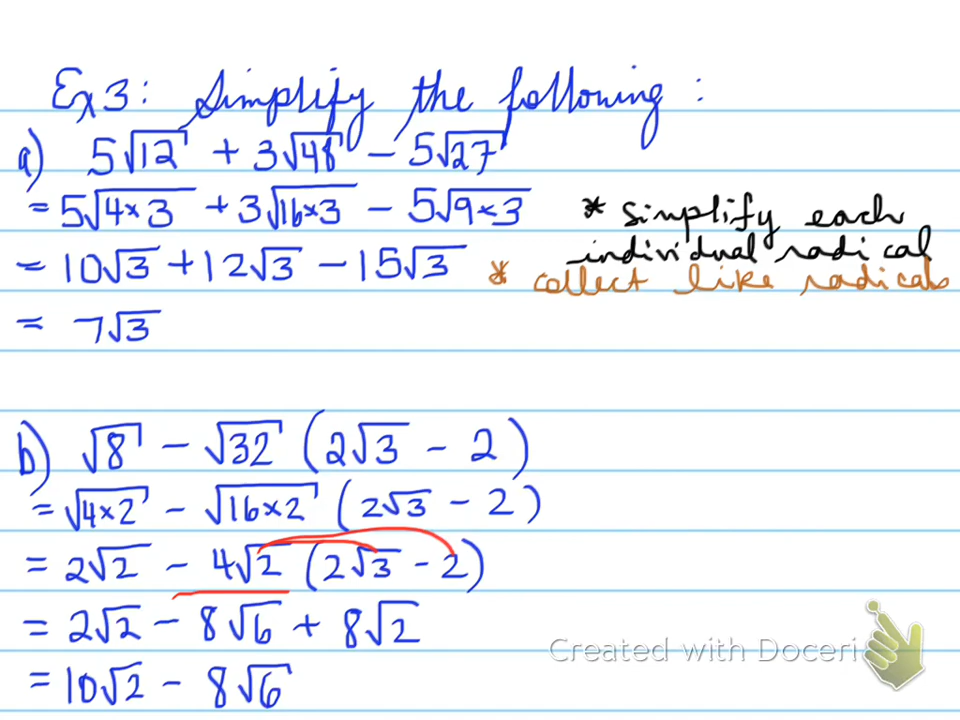 Ex3: Simplify the following:
a) 5√12 + 3√48 − 5√27
= 5√4×3 + 3√16×3 − 5√9×3 * simplify each
individual radical
= 10√3 + 12√3 − 15√3 * collect like radicals
= 7√3
b) √8 − √32 (2√3 − 2)
= √4×2 − √16×2 (2√3 − 2)
= 2√2 − 4√2 (2√3 − 2)
= 2√2 − 8√6 + 8√2
Created with Doceri
= 10√2 − 8√6